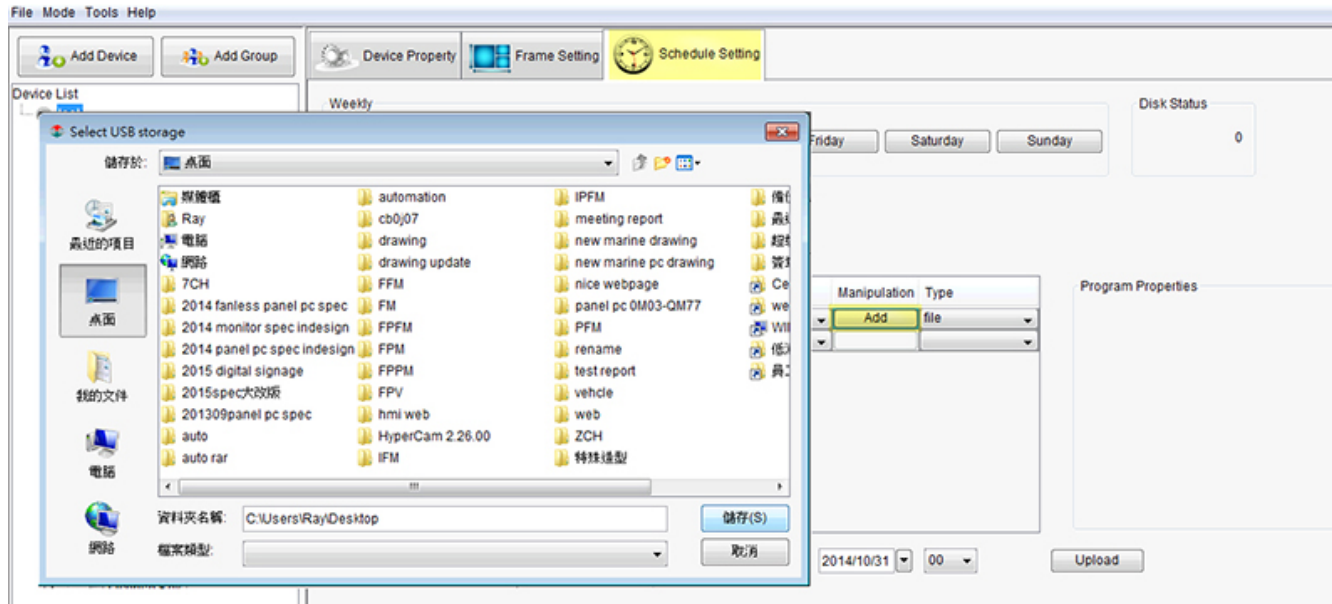 File Mode Tools Help
Add Device
Add Group
Device Property
Frame Setting
Schedule Setting
Device List
Weekly
Disk Status
Select USB storage
Friday
Saturday
Sunday
0
儲存於:
桌面
最近的項目
桌面
我的文件
電腦
網路
媒體櫃
Ray
電腦
網路
7CH
2014 fanless panel pc spec
2014 monitor spec indesign
2014 panel pc spec indesign
2015 digital signage
2015spec大改版
201309panel pc spec
auto
auto rar
automation
cb0j07
drawing
drawing update
FFM
FM
FPFM
FPM
FPPM
FPV
hmi web
HyperCam 2.26.00
IFM
IPFM
meeting report
new marine drawing
new marine pc drawing
nice webpage
panel pc 0M03-QM77
PFM
rename
test report
vehcle
web
ZCH
特殊造型
Ce
we
員工
Manipulation
Type
Add
file
Program Properties
資料夾名稱:
C:\Users\Ray\Desktop
儲存(S)
檔案類型:
取消
2014/10/31
00
Upload